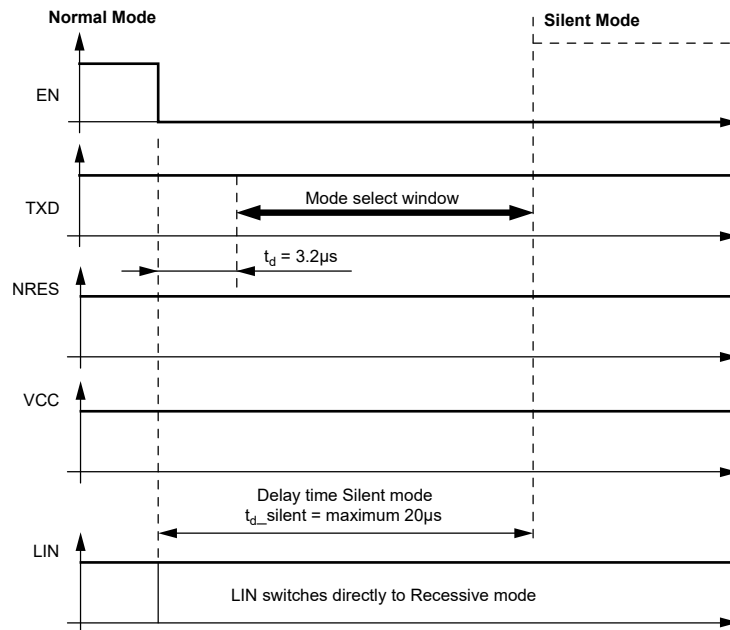 Normal Mode
Silent Mode
EN
TXD
Mode select window
t_d = 3.2µs
NRES
VCC
Delay time Silent mode
t_d_silent = maximum 20µs
LIN
LIN switches directly to Recessive mode